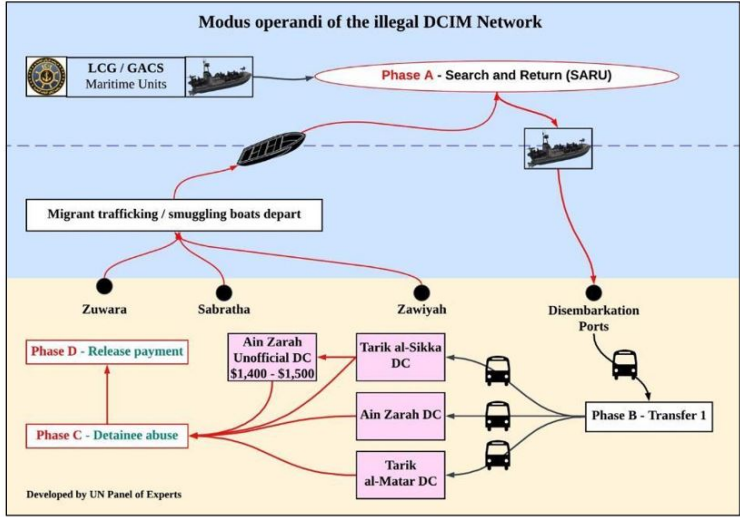 Modus operandi of the illegal DCIM Network
LCG / GACS
Maritime Units
Phase A - Search and Return (SARU)
Migrant trafficking / smuggling boats depart
Zuwara
Sabratha
Zawiyah
Disembarkation
Ports
Phase D - Release payment
Ain Zarah
Unofficial DC
$1,400 - $1,500
Tarik al-Sikka
DC
Phase C - Detainee abuse
Ain Zarah DC
Phase B - Transfer 1
Tarik
al-Matar DC
Developed by UN Panel of Experts